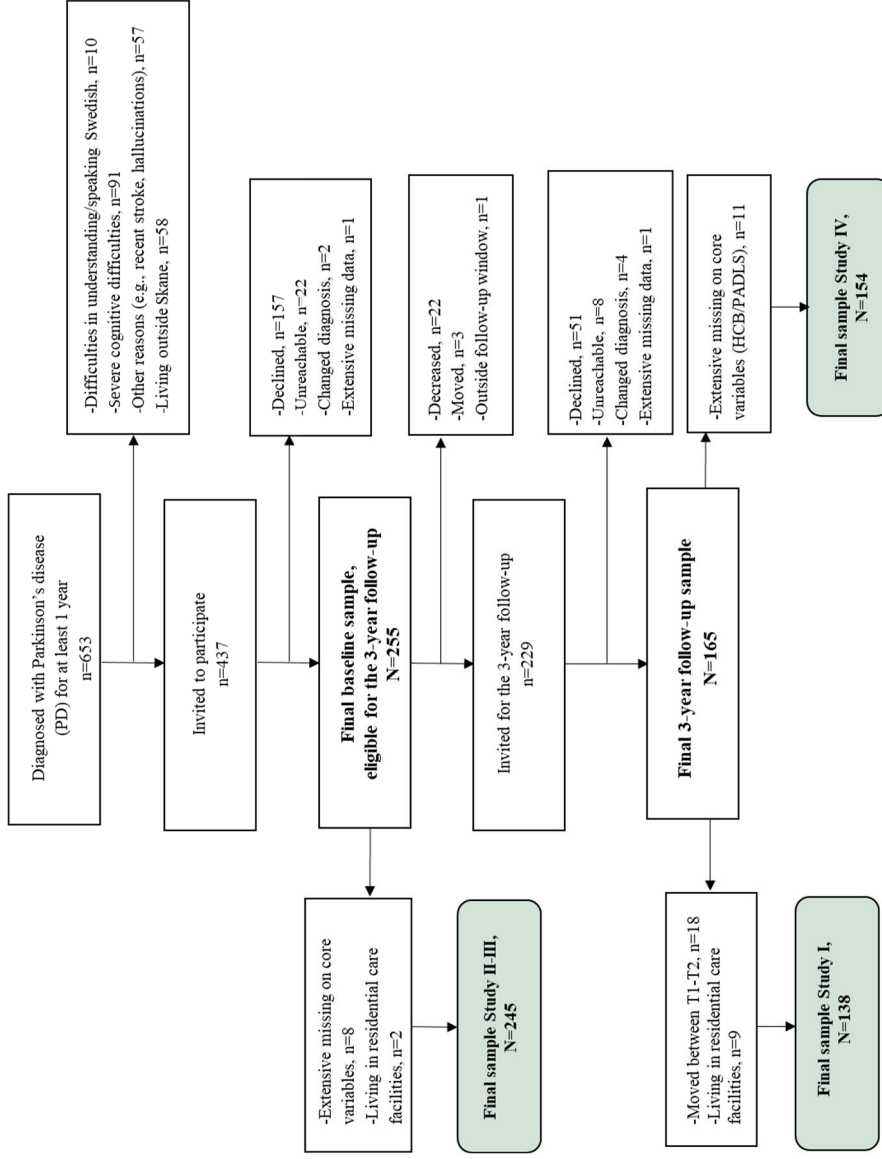 Diagnosed with Parkinson's disease
(PD) for at least 1 year
n=653
-Difficulties in understanding/speaking Swedish, n=10
-Severe cognitive difficulties, n=91
-Other reasons (e.g., recent stroke, hallucinations), n=57
-Living outside Skane, n=58
Invited to participate
n=437
-Declined, n=157
-Unreachable, n=22
-Changed diagnosis, n=2
-Extensive missing data, n=1
Final baseline sample,
eligible for the 3-year follow-up
N=255
-Extensive missing on core
variables, n=8
-Living in residential care
facilities, n=2
Final sample Study II-III,
N=245
-Decreased, n=22
-Moved, n=3
-Outside follow-up window, n=1
Invited for the 3-year follow-up
n=229
-Declined, n=51
-Unreachable, n=8
-Changed diagnosis, n=4
-Extensive missing data, n=1
Final 3-year follow-up sample
N=165
-Moved between T1-T2, n=18
-Living in residential care
facilities, n=9
Final sample Study I,
N=138
-Extensive missing on core
variables (HCB/PADLS), n=11
Final sample Study IV,
N=154